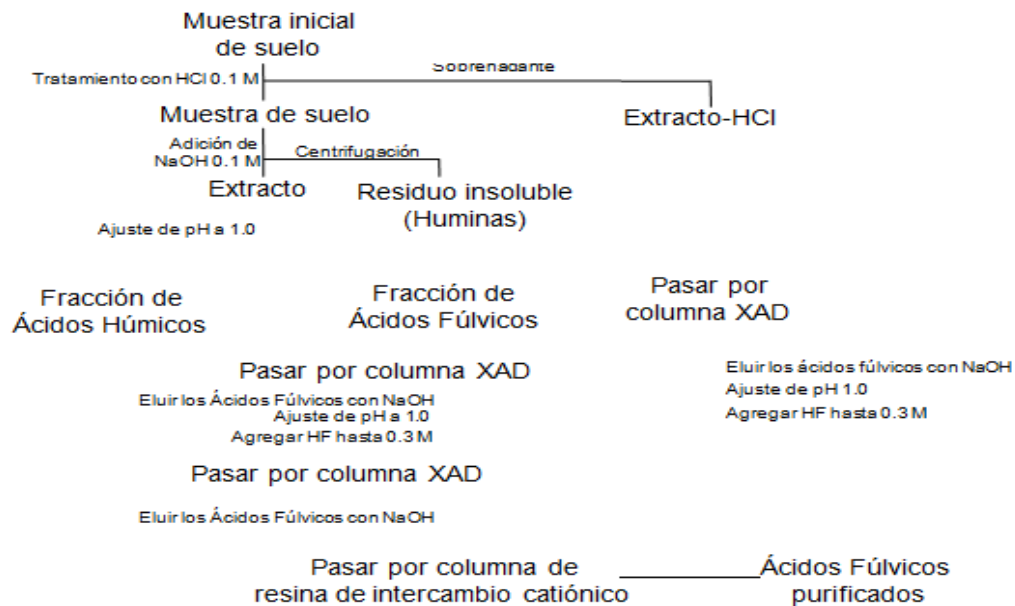 Muestra inicial
de suelo
Tratamiento con HCl 0.1 M
Sobrenadante
Muestra de suelo
Extracto-HCl
Adición de
NaOH 0.1 M
Centrifugación
Extracto
Residuo insoluble
(Huminas)
Ajuste de pH a 1.0
Fracción de
Ácidos Húmicos
Fracción de
Ácidos Fúlvicos
Pasar por
columna XAD
Pasar por columna XAD
Eluir los Ácidos Fúlvicos con NaOH
Ajuste de pH a 1.0
Agregar HF hasta 0.3 M
Eluir los ácidos fúlvicos con NaOH
Ajuste de pH 1.0
Agregar HF hasta 0.3 M
Pasar por columna XAD
Eluir los Ácidos Fúlvicos con NaOH
Pasar por columna de
resina de intercambio catiónico
Ácidos Fúlvicos
purificados